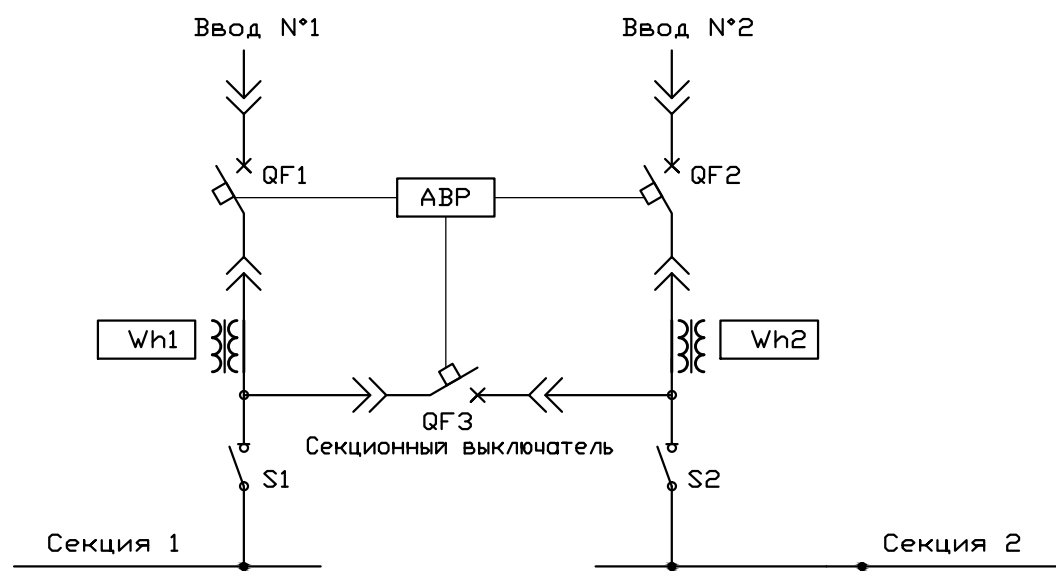 Ввод N°1
Ввод N°2
QF1
АВР
QF2
Wh1
Wh2
QF3
Секционный выключатель
S1
S2
Секция 1
Секция 2